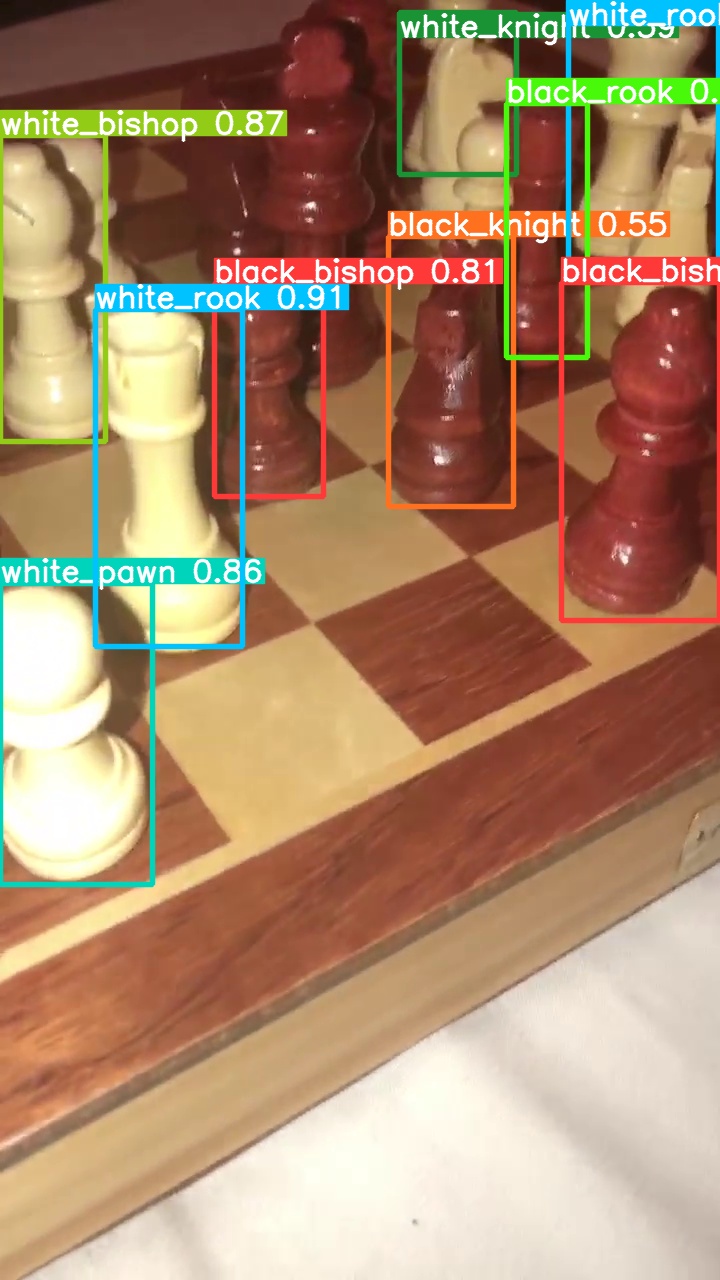 white_knight 0.59
white_roo
black_rook 0.
white_bishop 0.87
black_knight 0.55
black_bishop 0.81
black_bish
white_rook 0.91
white_pawn 0.86